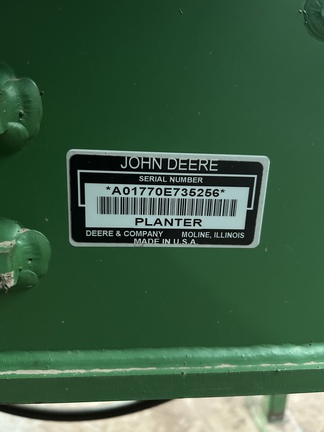 JOHN DEERE
SERIAL NUMBER
*A01770E735256*
PLANTER
DEERE & COMPANY MOLINE, ILLINOIS
MADE IN U.S.A.